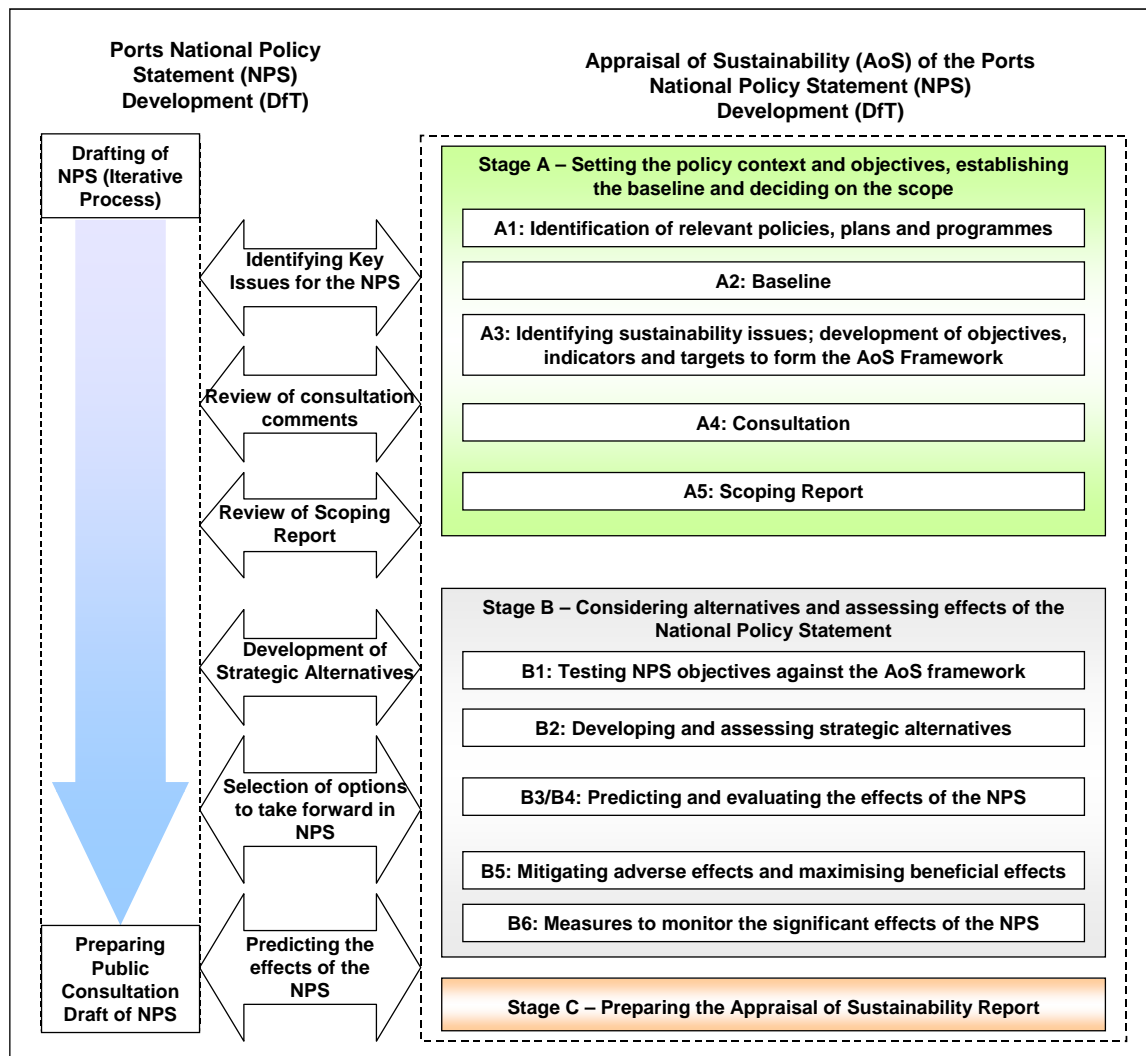 Ports National Policy
Statement (NPS)
Development (DfT)
Appraisal of Sustainability (AoS) of the Ports
National Policy Statement (NPS)
Development (DfT)
Drafting of
NPS (Iterative
Process)
Preparing
Public
Consultation
Draft of NPS
Identifying Key
Issues for the NPS
Review of consultation
comments
Review of Scoping
Report
Development of
Strategic Alternatives
Selection of options
to take forward in
NPS
Predicting the
effects of the
NPS
Stage A – Setting the policy context and objectives, establishing
the baseline and deciding on the scope
A1: Identification of relevant policies, plans and programmes
A2: Baseline
A3: Identifying sustainability issues; development of objectives,
indicators and targets to form the AoS Framework
A4: Consultation
A5: Scoping Report
Stage B – Considering alternatives and assessing effects of the
National Policy Statement
B1: Testing NPS objectives against the AoS framework
B2: Developing and assessing strategic alternatives
B3/B4: Predicting and evaluating the effects of the NPS
B5: Mitigating adverse effects and maximising beneficial effects
B6: Measures to monitor the significant effects of the NPS
Stage C – Preparing the Appraisal of Sustainability Report